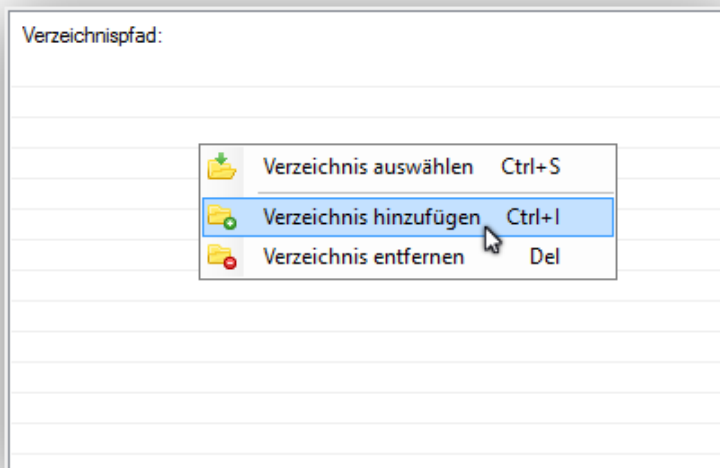 Verzeichnispfad:
Verzeichnis auswählen Ctrl+S
Verzeichnis hinzufügen Ctrl+I
Verzeichnis entfernen Del